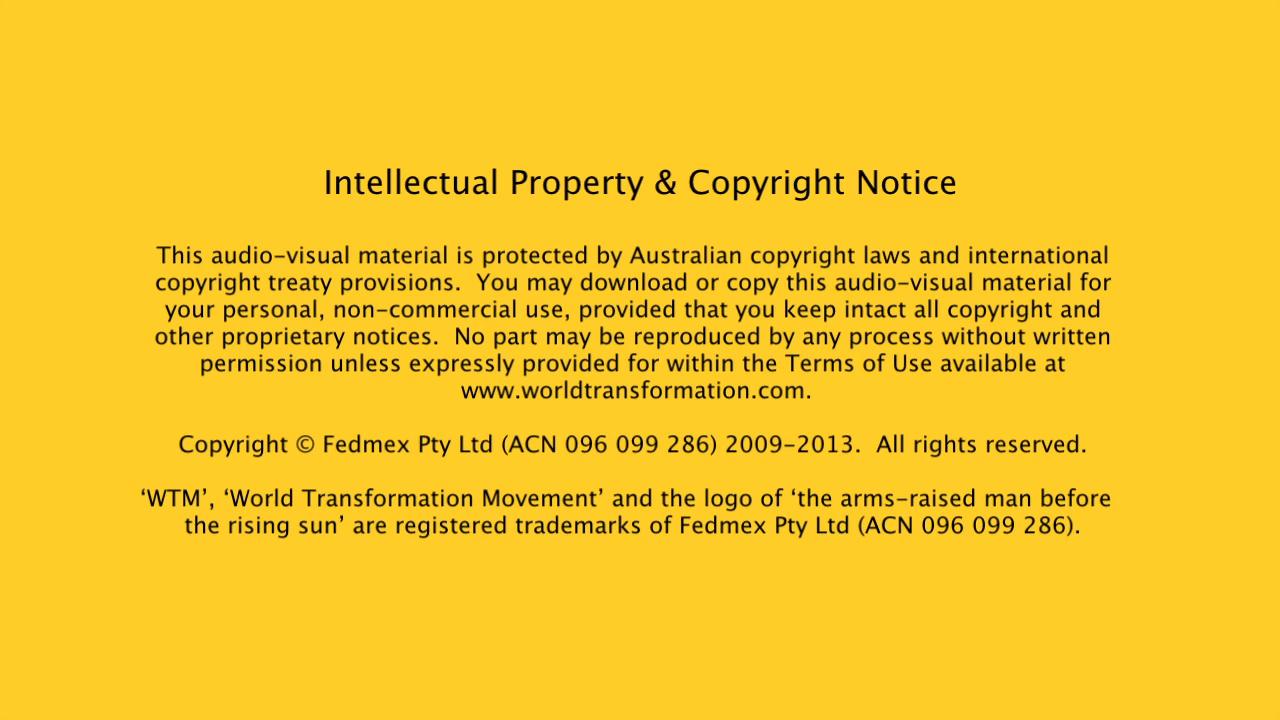 Intellectual Property & Copyright Notice
This audio-visual material is protected by Australian copyright laws and international
copyright treaty provisions.  You may download or copy this audio-visual material for
your personal, non-commercial use, provided that you keep intact all copyright and
other proprietary notices.  No part may be reproduced by any process without written
permission unless expressly provided for within the Terms of Use available at
www.worldtransformation.com.
Copyright © Fedmex Pty Ltd (ACN 096 099 286) 2009-2013.  All rights reserved.
‘WTM’, ‘World Transformation Movement’ and the logo of ‘the arms-raised man before
the rising sun’ are registered trademarks of Fedmex Pty Ltd (ACN 096 099 286).